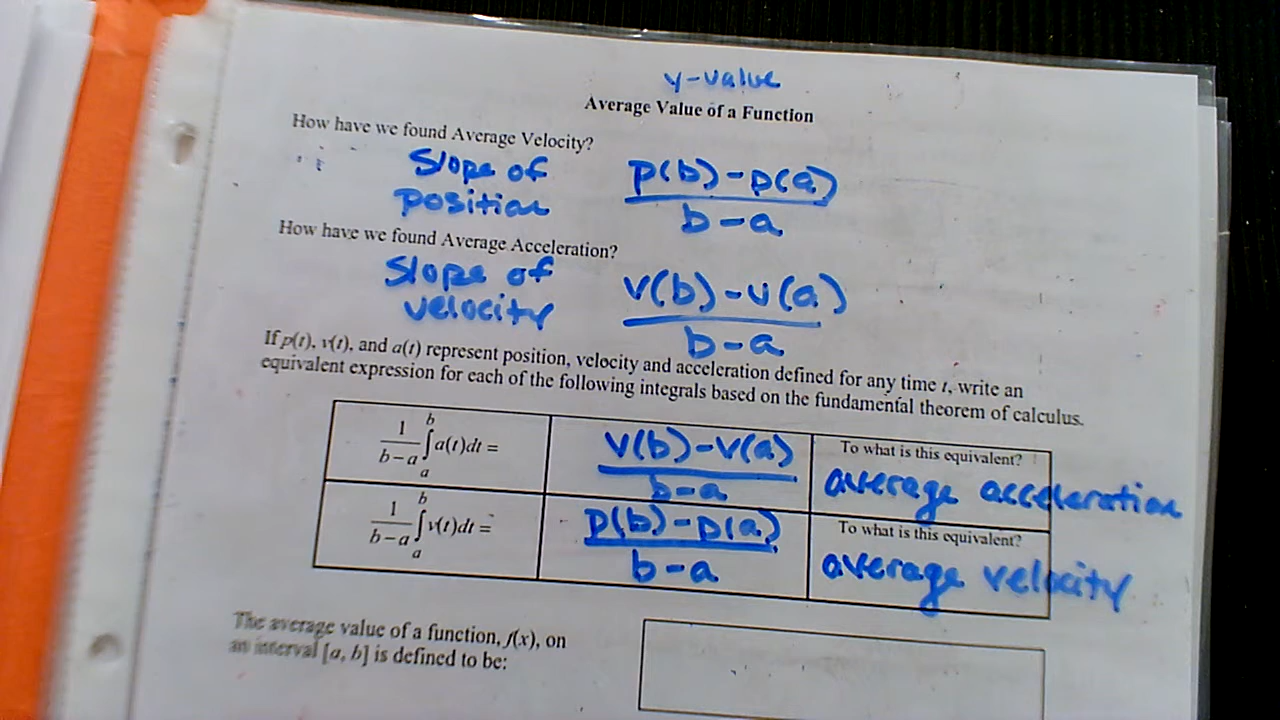 y-value
Average Value of a Function
How have we found Average Velocity?
Slope of
position
p(b)-p(a)
b-a
How have we found Average Acceleration?
Slope of
velocity
v(b)-v(a)
b-a
If p(t), v(t), and a(t) represent position, velocity and acceleration defined for any time t, write an
equivalent expression for each of the following integrals based on the fundamental theorem of calculus.
1/(b-a) ∫_a^b a(t)dt =
v(b)-v(a)
b-a
To what is this equivalent?
average acceleration
1/(b-a) ∫_a^b v(t)dt =
p(b)-p(a)
b-a
To what is this equivalent?
average velocity
The average value of a function, f(x), on
an interval [a, b] is defined to be: